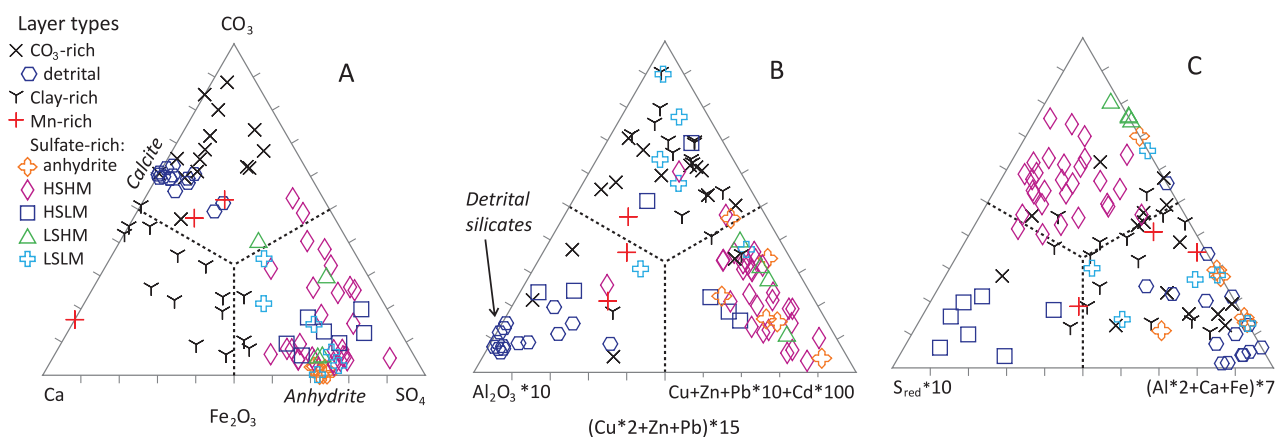 Layer types
CO₃-rich
detrital
Clay-rich
Mn-rich
Sulfate-rich:
anhydrite
HSHM
HSLM
LSHM
LSLM
CO₃
A
Calcite
Ca
Fe₂O₃
Anhydrite
SO₄
B
Detrital
silicates
Al₂O₃ *10
Cu+Zn+Pb*10+Cd*100
(Cu*2+Zn+Pb)*15
C
S_red*10
(Al*2+Ca+Fe)*7